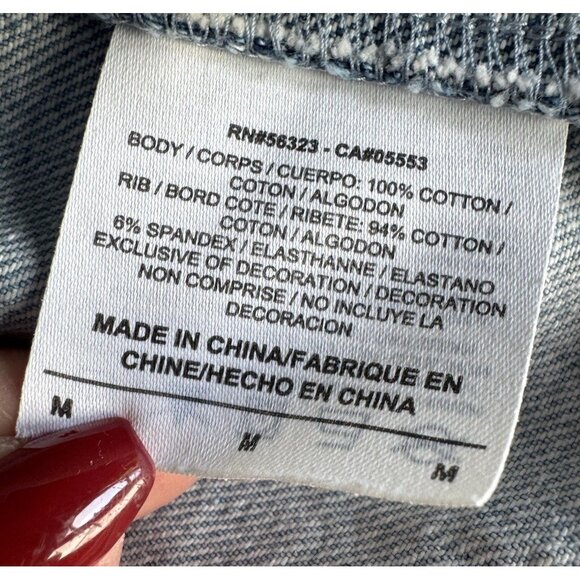 RN#56323 - CA#05553
BODY / CORPS / CUERPO: 100% COTTON /
COTON / ALGODON
RIB / BORD COTE / RIBETE: 94% COTTON /
COTON / ALGODON
6% SPANDEX / ELASTHANNE / ELASTANO
EXCLUSIVE OF DECORATION / DECORATION
NON COMPRISE / NO INCLUYE LA
DECORACION
MADE IN CHINA/FABRIQUE EN
CHINE/HECHO EN CHINA
M M M